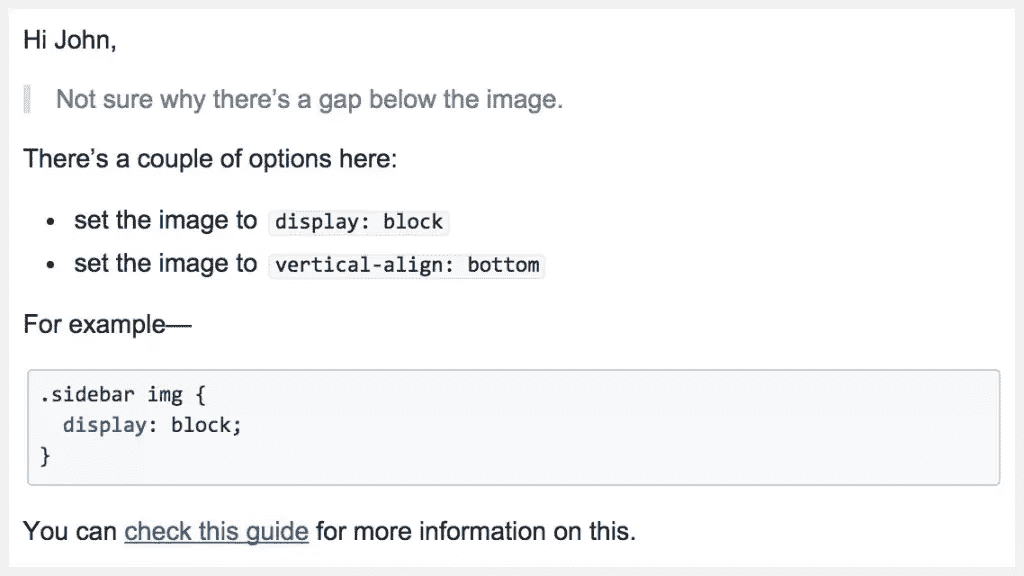 Hi John,
Not sure why there’s a gap below the image.
There’s a couple of options here:
• set the image to display: block
• set the image to vertical-align: bottom
For example—
.sidebar img {
  display: block;
}
You can check this guide for more information on this.